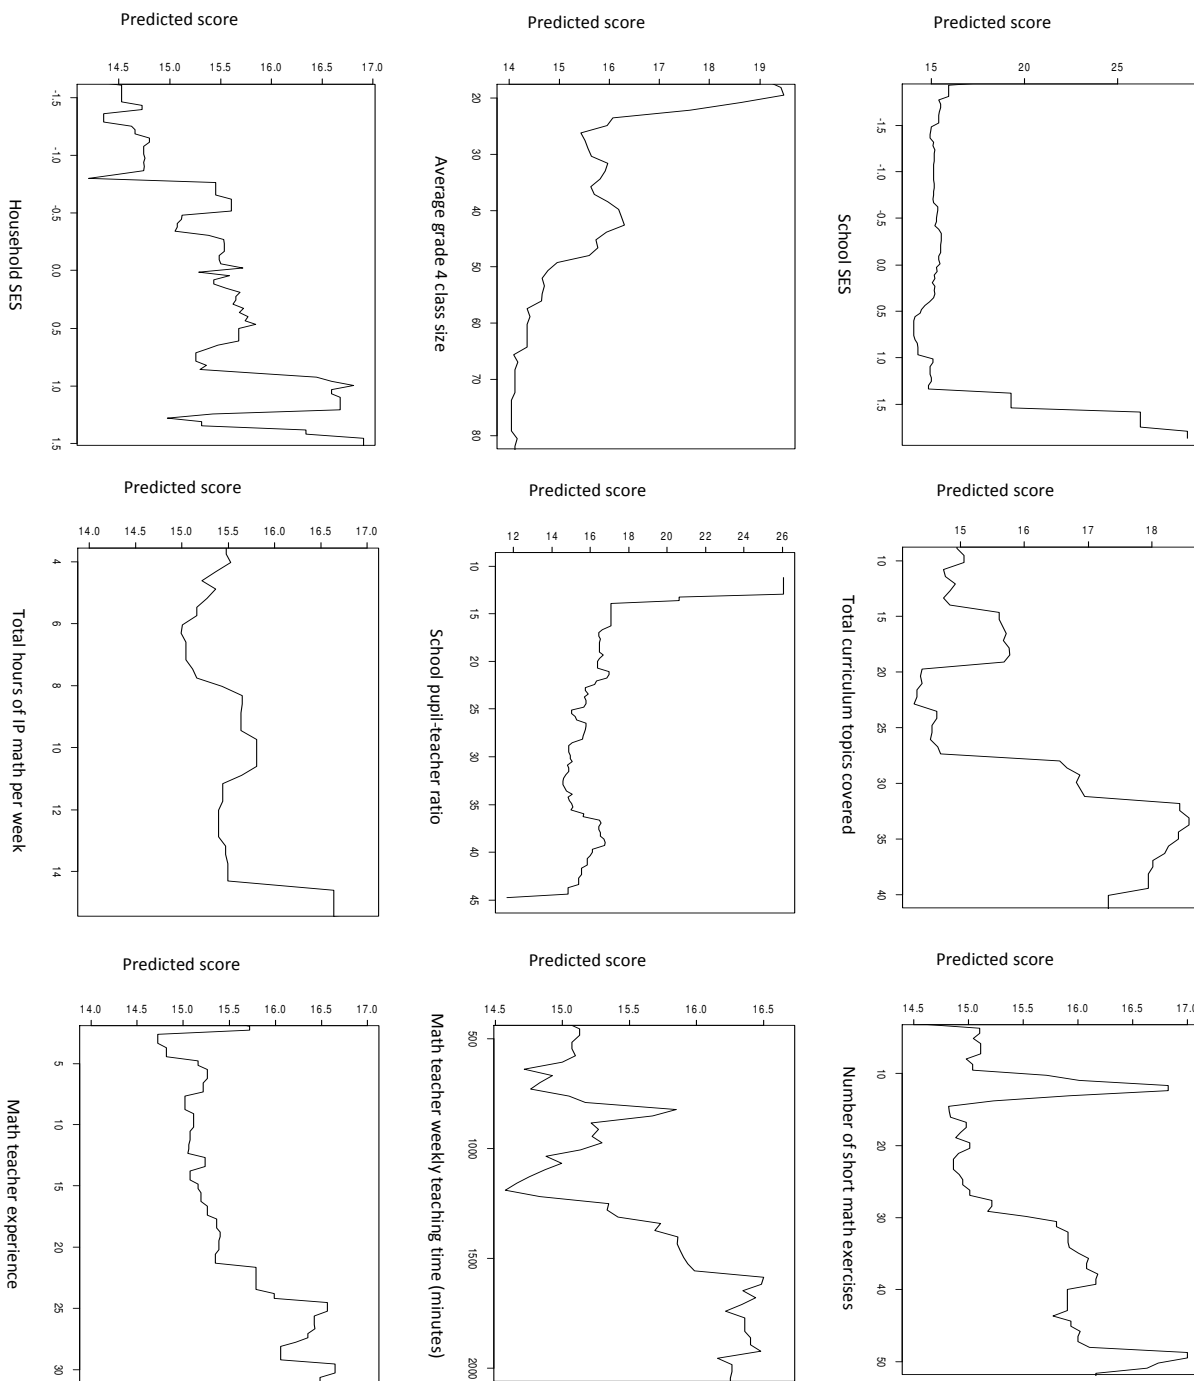 Predicted score
Predicted score
Predicted score
14.5 15.0 15.5 16.0 16.5 17.0
14 15 16 17 18 19
15 20 25
-1.5 -1.0 -0.5 0.0 0.5 1.0 1.5
Household SES
20 30 40 50 60 70 80
Average grade 4 class size
-1.5 -1.0 -0.5 0.0 0.5 1.0 1.5
School SES
Predicted score
Predicted score
Predicted score
14.0 14.5 15.0 15.5 16.0 16.5 17.0
12 14 16 18 20 22 24 26
15 16 17 18
4 6 8 10 12 14
Total hours of IP math per week
10 15 20 25 30 35 40 45
School pupil-teacher ratio
10 15 20 25 30 35 40
Total curriculum topics covered
Predicted score
Predicted score
Predicted score
14.0 14.5 15.0 15.5 16.0 16.5 17.0
14.5 15.0 15.5 16.0 16.5
14.5 15.0 15.5 16.0 16.5 17.0
5 10 15 20 25 30
Math teacher experience
500 1000 1500 2000
Math teacher weekly teaching time (minutes)
10 20 30 40 50
Number of short math exercises